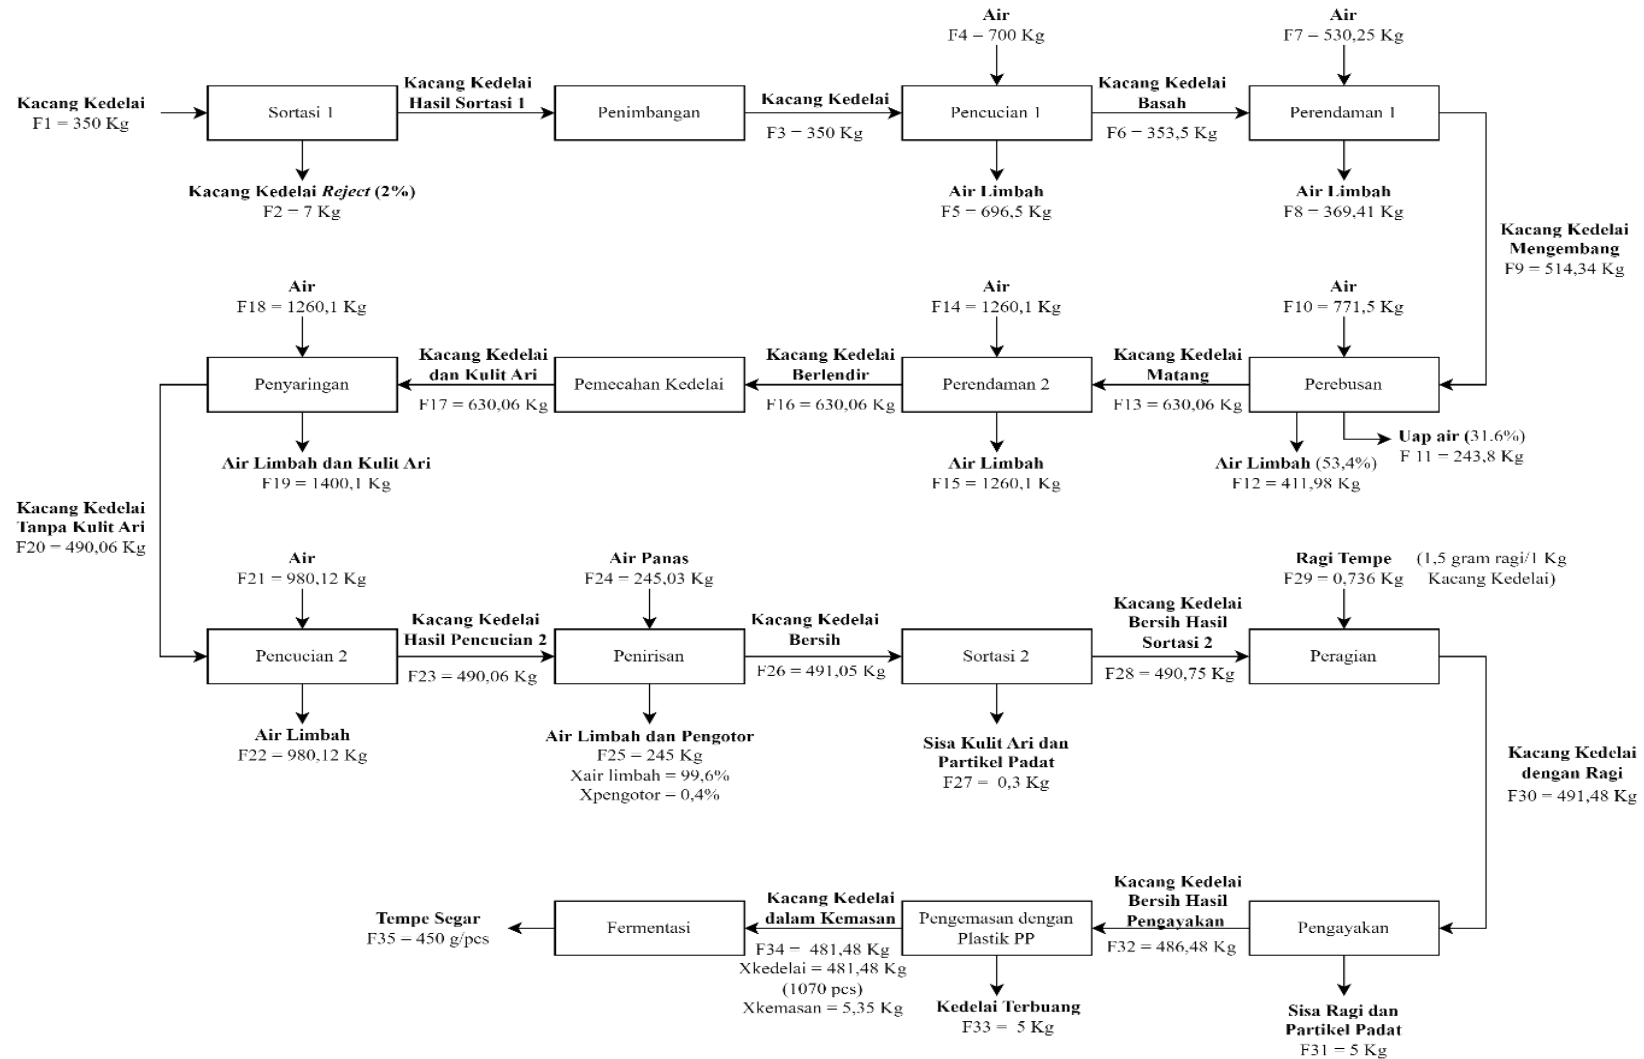 Air
F4 = 700 Kg
Air
F7 = 530,25 Kg
Kacang Kedelai
F1 = 350 Kg
Sortasi 1
Kacang Kedelai
Hasil Sortasi 1
Penimbangan
Kacang Kedelai
F3 = 350 Kg
Pencucian 1
Kacang Kedelai
Basah
F6 = 353,5 Kg
Perendaman 1
Kacang Kedelai Reject (2%)
F2 = 7 Kg
Air Limbah
F5 = 696,5 Kg
Air Limbah
F8 = 369,41 Kg
Kacang Kedelai
Mengembang
F9 = 514,34 Kg
Air
F10 = 771,5 Kg
Perebusan
Uap air (31.6%)
F 11 = 243,8 Kg
Air Limbah (53,4%)
F12 = 411,98 Kg
Kacang Kedelai
Matang
F13 = 630,06 Kg
Air
F14 = 1260,1 Kg
Perendaman 2
Air Limbah
F15 = 1260,1 Kg
Kacang Kedelai
Berlendir
F16 = 630,06 Kg
Pemecahan Kedelai
Kacang Kedelai
dan Kulit Ari
F17 = 630,06 Kg
Air
F18 = 1260,1 Kg
Penyaringan
Air Limbah dan Kulit Ari
F19 = 1400,1 Kg
Kacang Kedelai
Tanpa Kulit Ari
F20 = 490,06 Kg
Air
F21 = 980,12 Kg
Pencucian 2
Air Limbah
F22 = 980,12 Kg
Kacang Kedelai
Hasil Pencucian 2
F23 = 490,06 Kg
Air Panas
F24 = 245,03 Kg
Penirisan
Air Limbah dan Pengotor
F25 = 245 Kg
Xair limbah = 99,6%
Xpengotor = 0,4%
Kacang Kedelai
Bersih
F26 = 491,05 Kg
Sortasi 2
Sisa Kulit Ari dan
Partikel Padat
F27 = 0,3 Kg
Kacang Kedelai
Bersih Hasil
Sortasi 2
F28 = 490,75 Kg
Ragi Tempe (1,5 gram ragi/1 Kg
F29 = 0,736 Kg Kacang Kedelai)
Peragian
Kacang Kedelai
dengan Ragi
F30 = 491,48 Kg
Pengayakan
Sisa Ragi dan
Partikel Padat
F31 = 5 Kg
Kacang Kedelai
Bersih Hasil
Pengayakan
F32 = 486,48 Kg
Pengemasan dengan
Plastik PP
Kedelai Terbuang
F33 = 5 Kg
Kacang Kedelai
dalam Kemasan
F34 = 481,48 Kg
Xkedelai = 481,48 Kg
(1070 pcs)
Xkemasan = 5,35 Kg
Fermentasi
Tempe Segar
F35 = 450 g/pcs